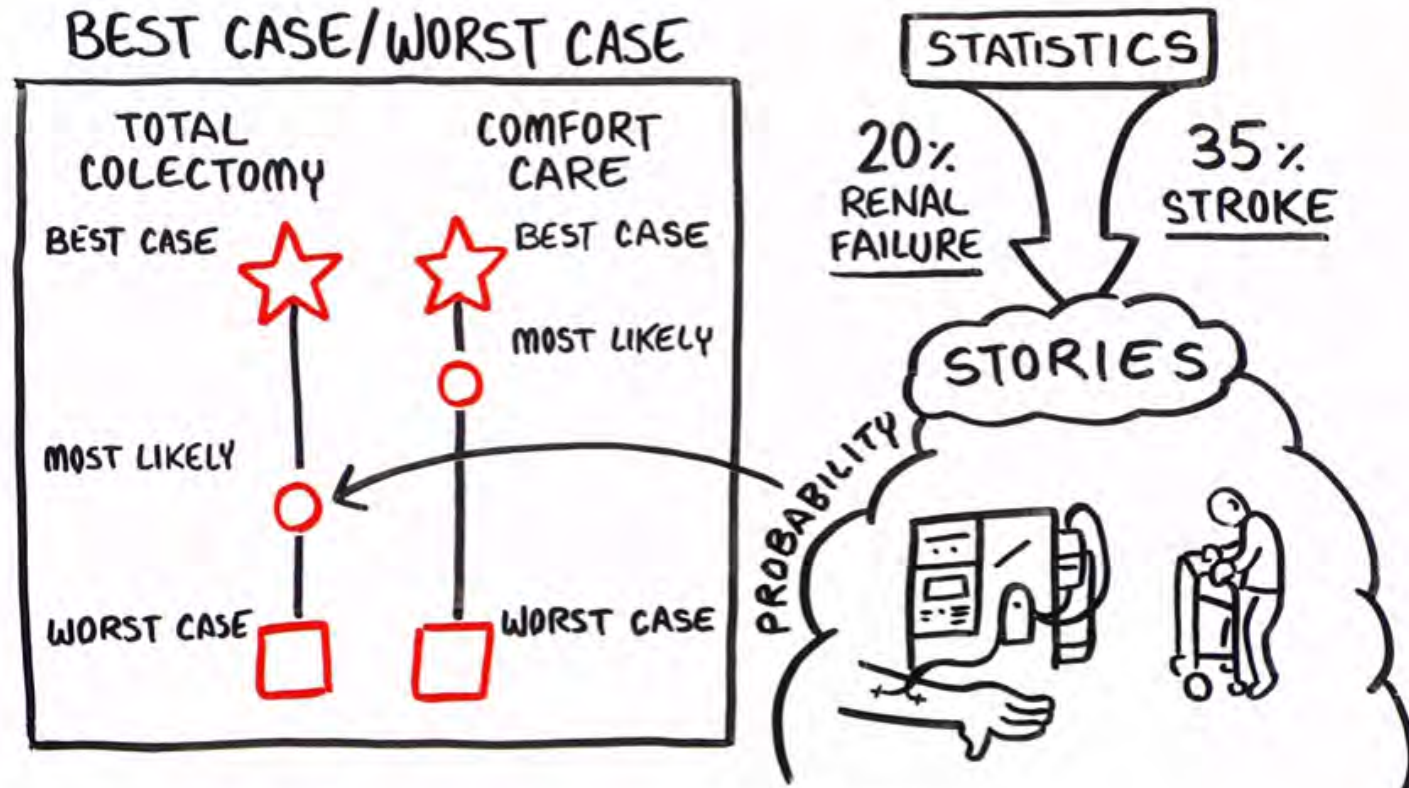 BEST CASE/WORST CASE
TOTAL
COLECTOMY
BEST CASE
MOST LIKELY
WORST CASE
COMFORT
CARE
BEST CASE
MOST LIKELY
WORST CASE
STATISTICS
20%
RENAL
FAILURE
35%
STROKE
STORIES
PROBABILITY